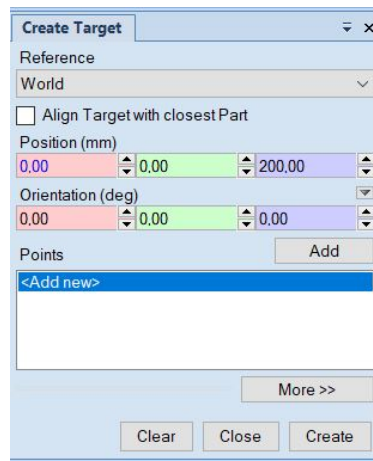 Create Target
Reference
World
Align Target with closest Part
Position (mm)
0,00 0,00 200,00
Orientation (deg)
0,00 0,00 0,00
Points Add
<Add new>
More >>
Clear Close Create